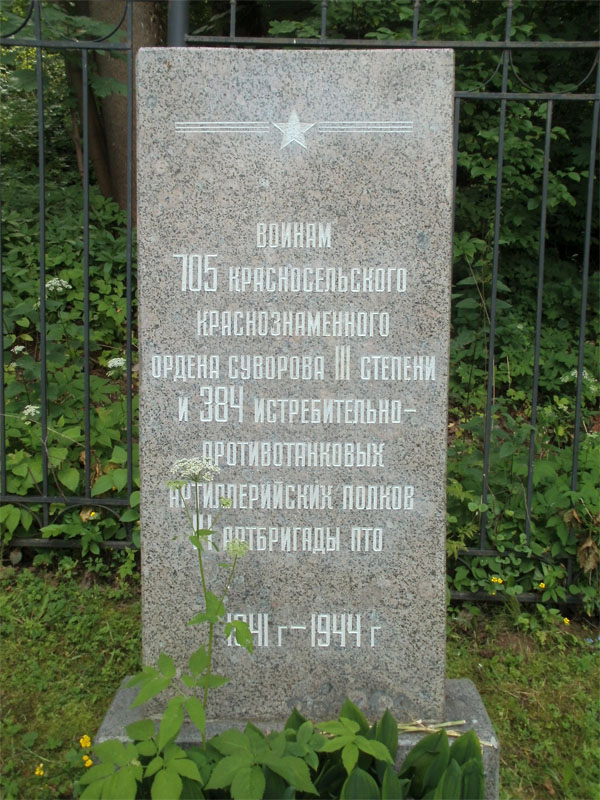 ВОИНАМ
705 КРАСНОСЕЛЬСКОГО
КРАСНОЗНАМЕННОГО
ОРДЕНА СУВОРОВА III СТЕПЕНИ
И 384 ИСТРЕБИТЕЛЬНО-
ПРОТИВОТАНКОВЫХ
АРТИЛЛЕРИЙСКИХ ПОЛКОВ
АРТБРИГАДЫ ПТО
1941 г-1944 г